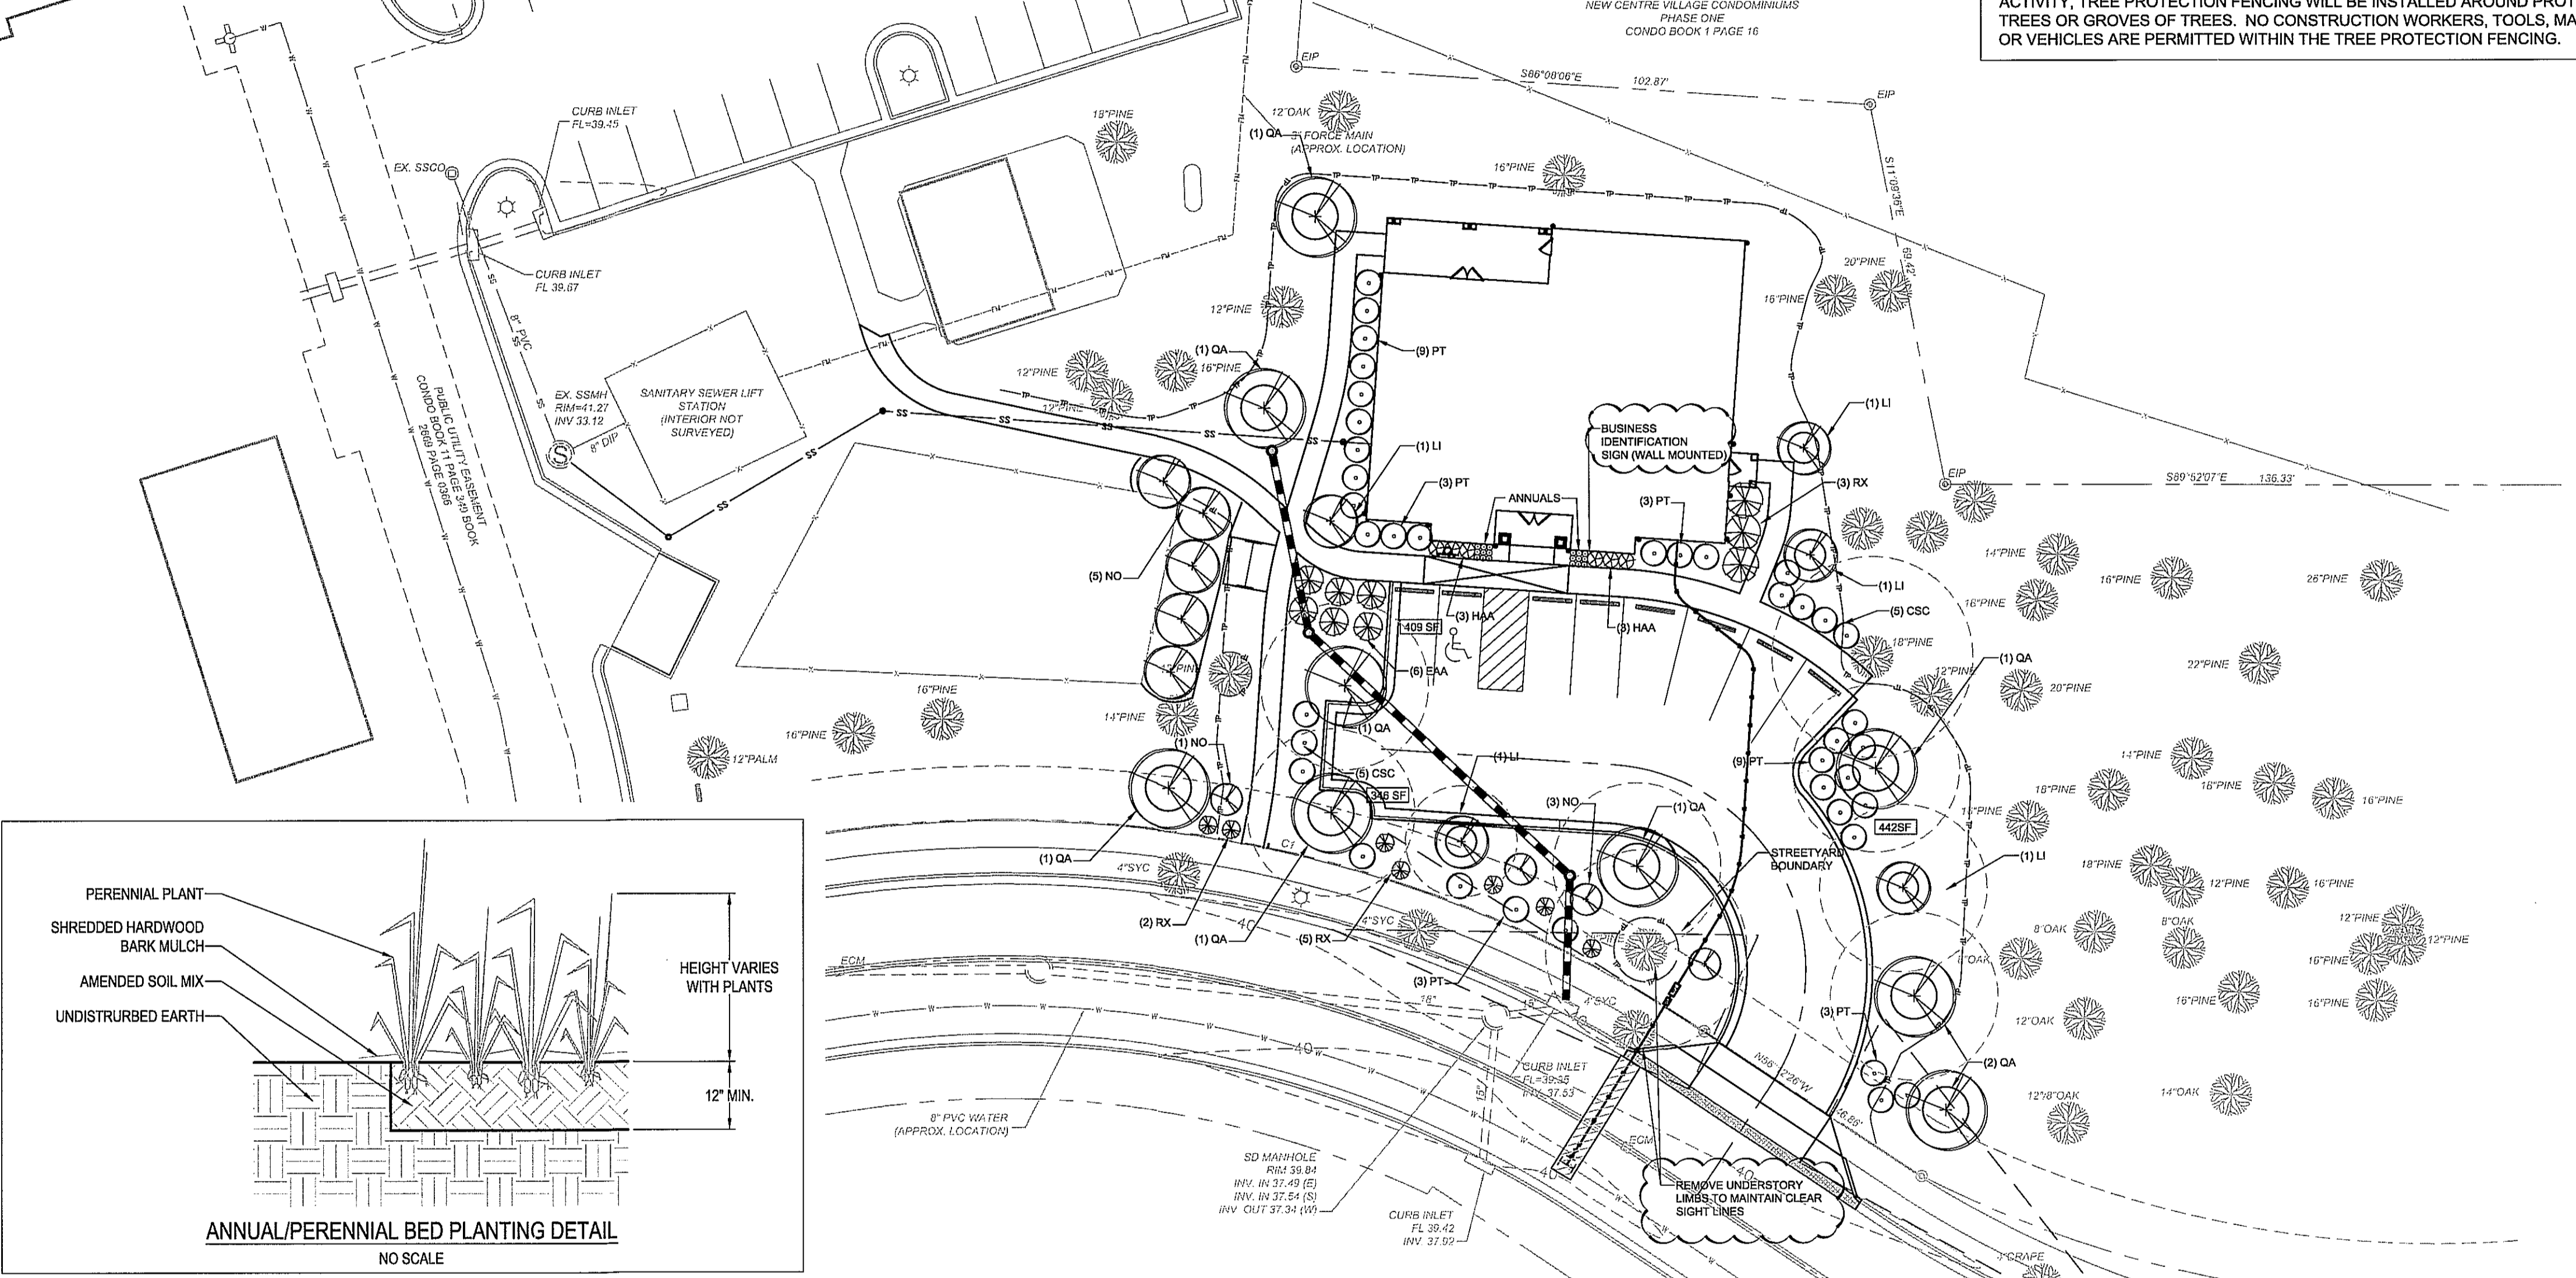 NEW CENTRE VILLAGE CONDOMINIUMS
PHASE ONE
CONDO BOOK 1 PAGE 16
TREES OR GROVES OF TREES. NO CONSTRUCTION WORKERS, TOOLS,
OR VEHICLES ARE PERMITTED WITHIN THE TREE PROTECTION FENCING.
EIP
S86°08'06"E 102.87'
EIP
S11°09'36"E
69.42'
EIP
S89°52'07"E 136.33'
CURB INLET
FL=39.45
EX. SSCO
CURB INLET
FL 39.67
8" PVC
EX. SSMH
RIM=41.27
INV 33.12
8" DIP
SANITARY SEWER LIFT
STATION
(INTERIOR NOT
SURVEYED)
PUBLIC UTILITY EASEMENT
CONDO BOOK 11 PAGE 349 BOOK
2669 PAGE 0366
18"PINE
12"OAK
(1) QA
FORCE MAIN
(APPROX. LOCATION)
16"PINE
12"PINE
(1) QA
12"PINE
16"PINE
12"PINE
(9) PT
(1) LI
(3) PT
ANNUALS
(3) PT
BUSINESS
IDENTIFICATION
SIGN (WALL MOUNTED)
20"PINE
16"PINE
(1) LI
(3) RX
(1) LI
(5) CSC
(5) NO
(3) HAA
(3) HAA
409 SF
(6) EAA
(1) QA
14"PINE
16"PINE
16"PINE
12"PALM
(1) NO
(5) CSC
346 SF
(1) LI
(3) NO
(1) QA
(9) PT
(1) QA
442SF
(1) LI
STREETYARD
BOUNDARY
14"PINE
16"PINE
26"PINE
16"PINE
18"PINE
12"PINE
20"PINE
22"PINE
14"PINE
18"PINE
18"PINE
16"PINE
18"PINE
12"PINE
16"PINE
8"OAK
8"OAK
12"PINE
12"PINE
16"PINE
16"PINE
16"PINE
12"OAK
12"/8"OAK
14"OAK
(3) PT
(2) QA
(1) QA
4"SYC
(2) RX
(1) QA
C1
(5) RX
4"SYC
(3) PT
4"SYC
40
ECM
18"
15"
15"
40
8" PVC WATER
(APPROX. LOCATION)
CURB INLET
FL=39.35
INV. 37.53
SD MANHOLE
RIM 39.84
INV. IN 37.49 (E)
INV. IN 37.54 (S)
INV. OUT 37.34 (W)
CURB INLET
FL 39.42
INV. 37.92
ECM
40
40
46.86'
REMOVE UNDERSTORY
LIMBS TO MAINTAIN CLEAR
SIGHT LINES
PERENNIAL PLANT
SHREDDED HARDWOOD
BARK MULCH
AMENDED SOIL MIX
UNDISTRURBED EARTH
HEIGHT VARIES
WITH PLANTS
12" MIN.
ANNUAL/PERENNIAL BED PLANTING DETAIL
NO SCALE